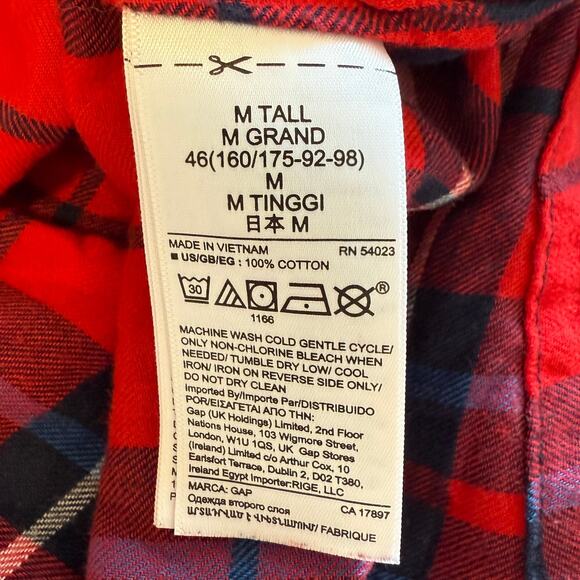 M TALL
M GRAND
46(160/175-92-98)
M
M TINGGI
日本 M
MADE IN VIETNAM RN 54023
■ US/GB/EG : 100% COTTON
30 ®
1166
MACHINE WASH COLD GENTLE CYCLE/
ONLY NON-CHLORINE BLEACH WHEN
NEEDED/ TUMBLE DRY LOW/ COOL
IRON/ IRON ON REVERSE SIDE ONLY/
DO NOT DRY CLEAN
Imported By/Importe Par/DISTRIBUIDO
POR/ΕΙΣΑΓΕΤΑΙ ΑΠΟ ΤΗΝ:
Gap (UK Holdings) Limited, 2nd Floor
Nations House, 103 Wigmore Street,
London, W1U 1QS, UK Gap Stores
(Ireland) Limited c/o Arthur Cox, 10
Earlsfort Terrace, Dublin 2, D02 T380,
Ireland Egypt Importer:RIGE, LLC
MARCA: GAP CA 17897
Одежда второго слоя
/ FABRIQUE